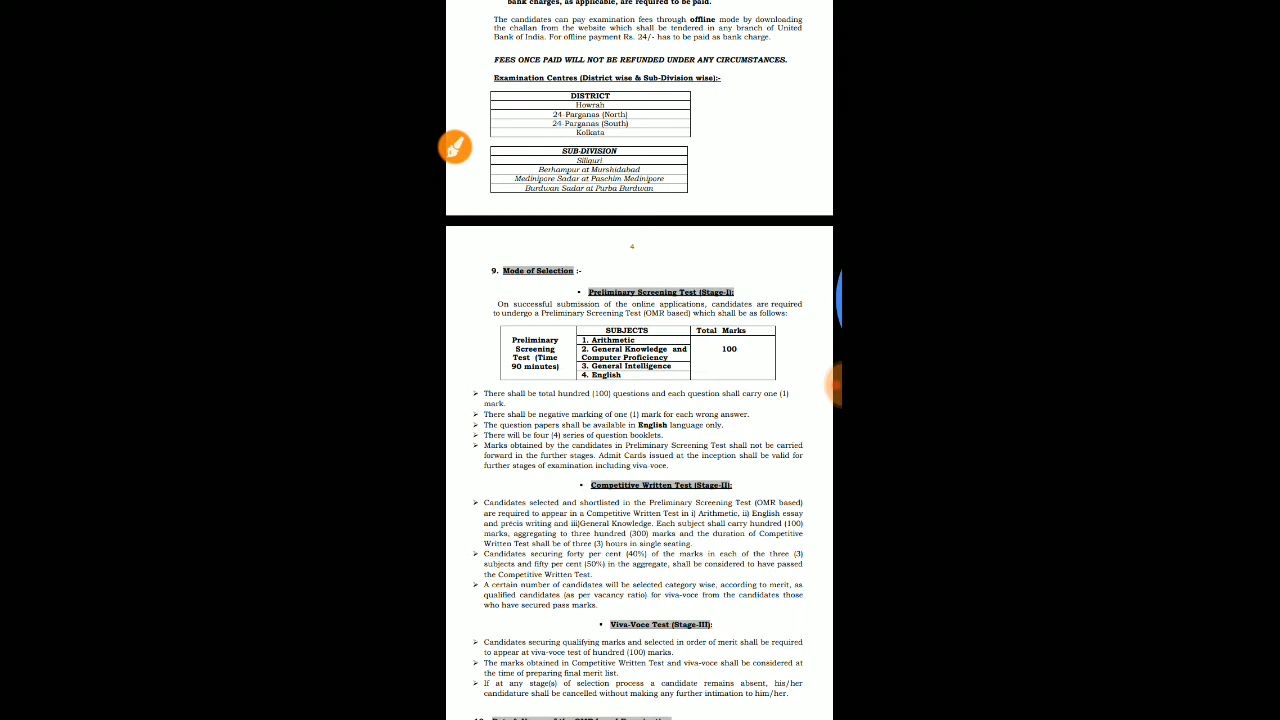 bank charges, as applicable, are required to be paid.
The candidates can pay examination fees through offline mode by downloading
the challan from the website which shall be tendered in any branch of United
Bank of India. For offline payment Rs. 24/- has to be paid as bank charge.
FEES ONCE PAID WILL NOT BE REFUNDED UNDER ANY CIRCUMSTANCES.
Examination Centres (District wise & Sub-Division wise):-
DISTRICT
Howrah
24-Parganas (North)
24-Parganas (South)
Kolkata
SUB-DIVISION
Siliguri
Berhampur at Murshidabad
Medinipore Sadar at Paschim Medinipore
Burdwan Sadar at Purba Burdwan
4
9. Mode of Selection :-
• Preliminary Screening Test (Stage-I):
On successful submission of the online applications, candidates are required
to undergo a Preliminary Screening Test (OMR based) which shall be as follows:
SUBJECTS Total Marks
Preliminary
Screening
Test (Time
90 minutes)
1. Arithmetic
2. General Knowledge and
Computer Proficiency
3. General Intelligence
4. English
100
➢ There shall be total hundred (100) questions and each question shall carry one (1)
mark.
➢ There shall be negative marking of one (1) mark for each wrong answer.
➢ The question papers shall be available in English language only.
➢ There will be four (4) series of question booklets.
➢ Marks obtained by the candidates in Preliminary Screening Test shall not be carried
forward in the further stages. Admit Cards issued at the inception shall be valid for
further stages of examination including viva-voce.
• Competitive Written Test (Stage-II):
➢ Candidates selected and shortlisted in the Preliminary Screening Test (OMR based)
are required to appear in a Competitive Written Test in i) Arithmetic, ii) English essay
and précis writing and iii)General Knowledge. Each subject shall carry hundred (100)
marks, aggregating to three hundred (300) marks and the duration of Competitive
Written Test shall be of three (3) hours in single seating.
➢ Candidates securing forty per cent (40%) of the marks in each of the three (3)
subjects and fifty per cent (50%) in the aggregate, shall be considered to have passed
the Competitive Written Test.
➢ A certain number of candidates will be selected category wise, according to merit, as
qualified candidates (as per vacancy ratio) for viva-voce from the candidates those
who have secured pass marks.
• Viva-Voce Test (Stage-III):
➢ Candidates securing qualifying marks and selected in order of merit shall be required
to appear at viva-voce test of hundred (100) marks.
➢ The marks obtained in Competitive Written Test and viva-voce shall be considered at
the time of preparing final merit list.
➢ If at any stage(s) of selection process a candidate remains absent, his/her
candidature shall be cancelled without making any further intimation to him/her.